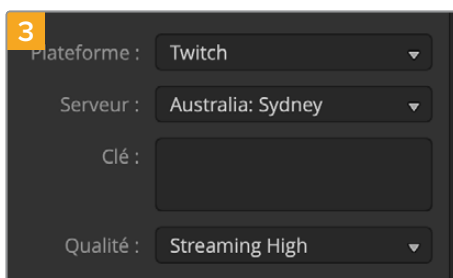 3
Plateforme : Twitch
Serveur : Australia: Sydney
Clé :
Qualité : Streaming High